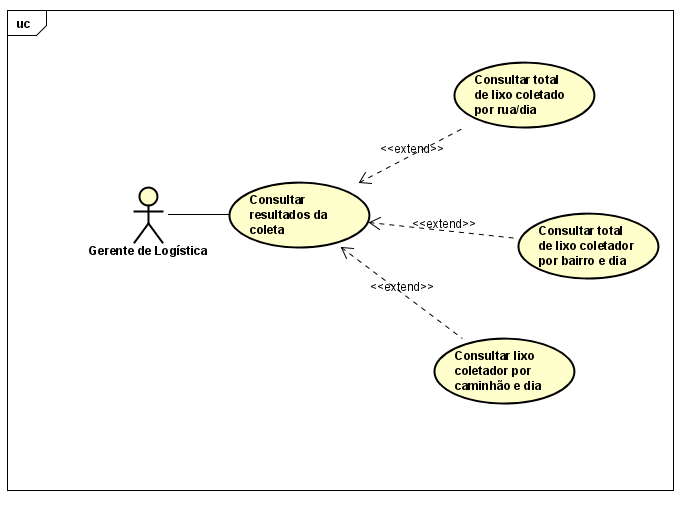 uc
Consultar total
de lixo coletado
por rua/dia
<<extend>>
Consultar
resultados da
coleta
Gerente de Logística
<<extend>>
Consultar total
de lixo coletador
por bairro e dia
<<extend>>
Consultar lixo
coletador por
caminhão e dia